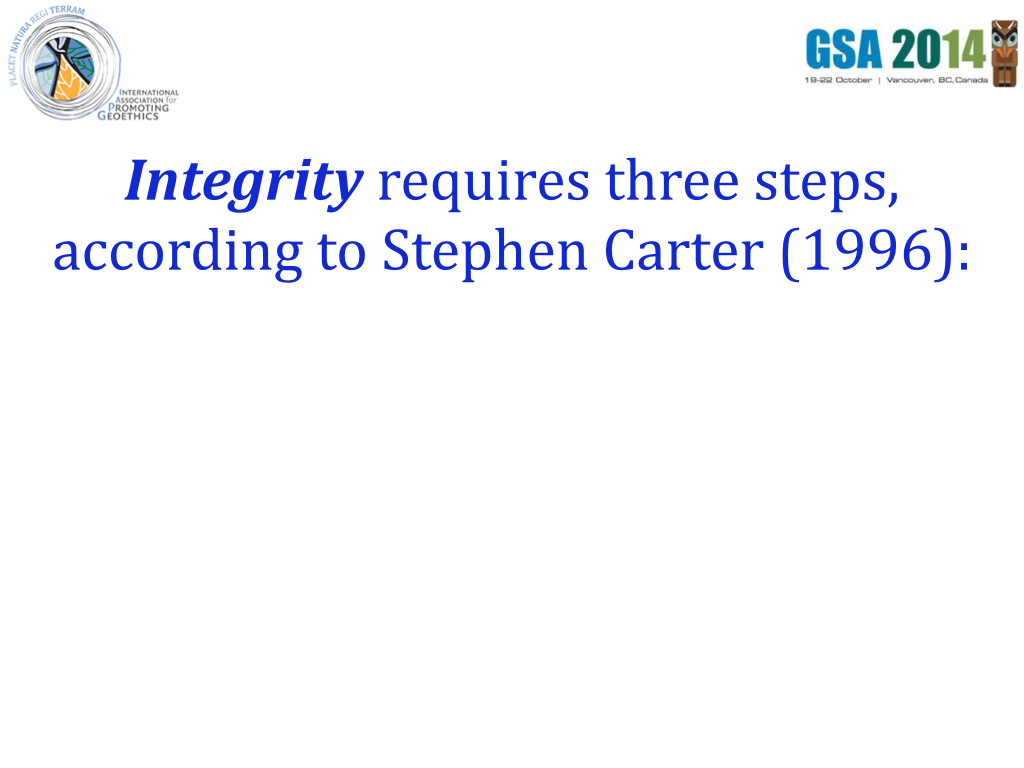 PLACET NATURA REGI TERRAM
INTERNATIONAL
ASSOCIATION for
PROMOTING
GEOETHICS
GSA 2014
19-22 October | Vancouver, BC, Canada
Integrity requires three steps,
according to Stephen Carter (1996):